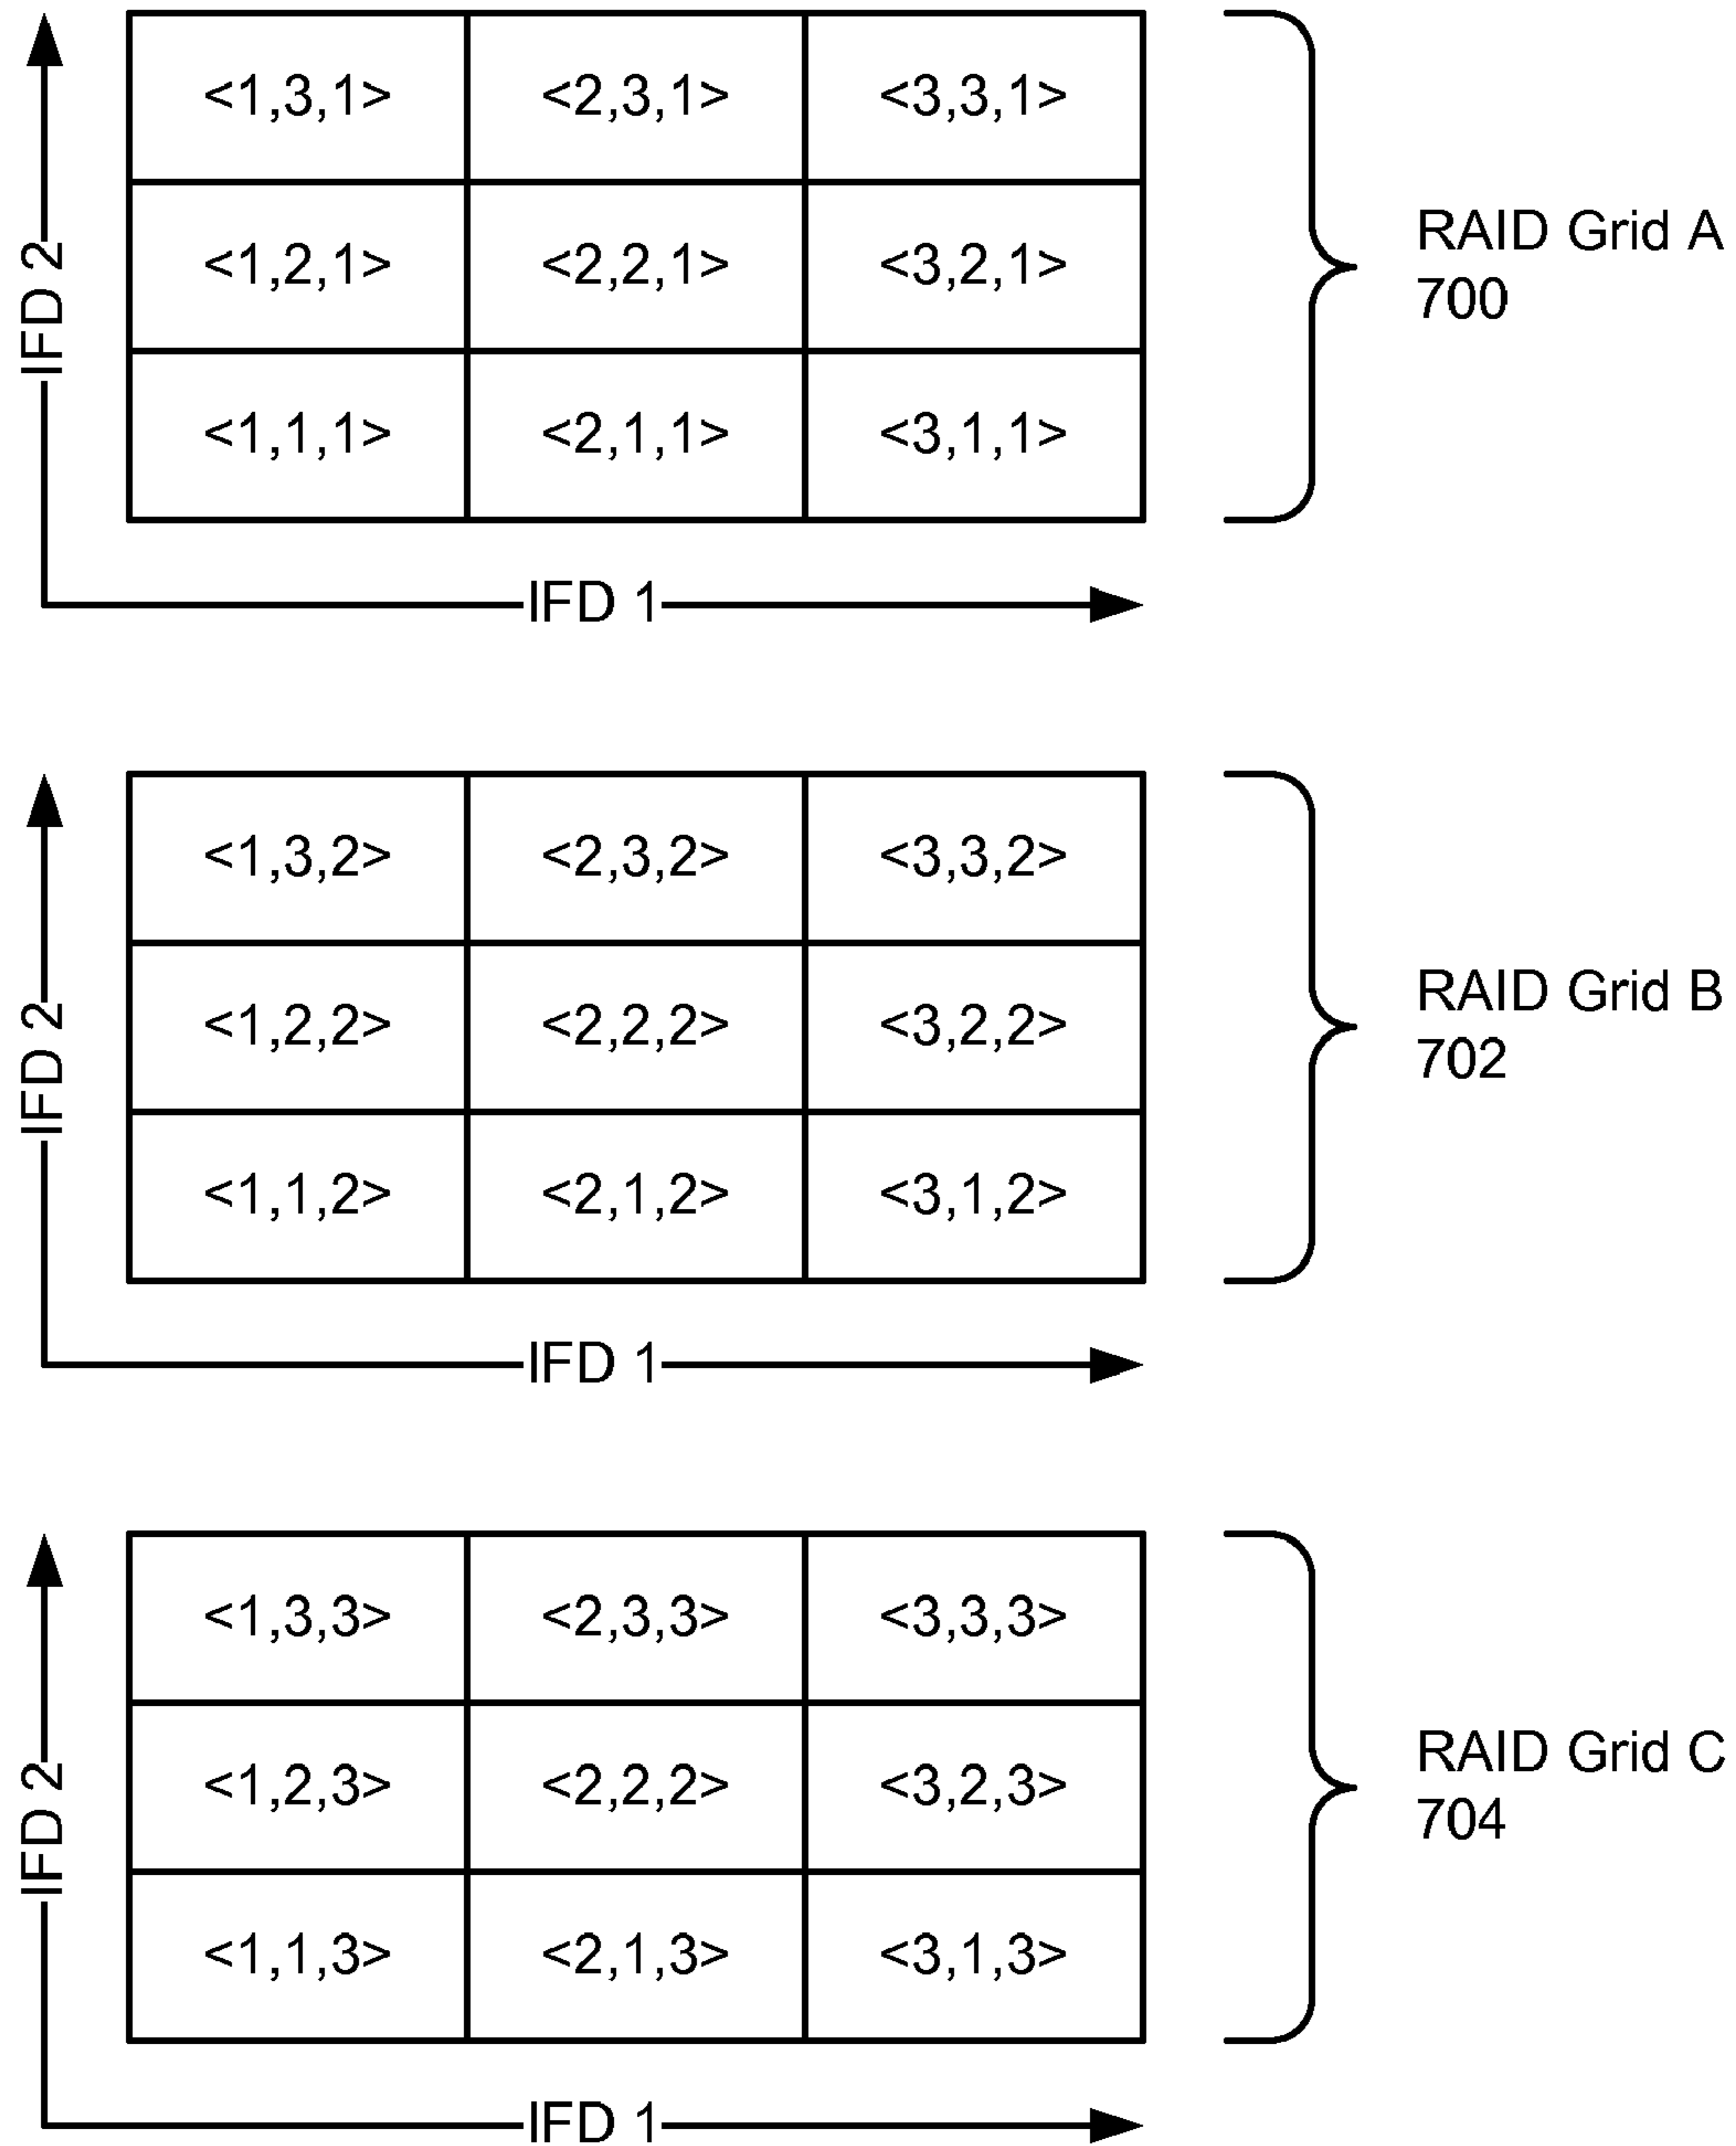 <1,3,1> <2,3,1> <3,3,1>
<1,2,1> <2,2,1> <3,2,1>
<1,1,1> <2,1,1> <3,1,1>
IFD 2
IFD 1
RAID Grid A
700
<1,3,2> <2,3,2> <3,3,2>
<1,2,2> <2,2,2> <3,2,2>
<1,1,2> <2,1,2> <3,1,2>
IFD 2
IFD 1
RAID Grid B
702
<1,3,3> <2,3,3> <3,3,3>
<1,2,3> <2,2,2> <3,2,3>
<1,1,3> <2,1,3> <3,1,3>
IFD 2
IFD 1
RAID Grid C
704